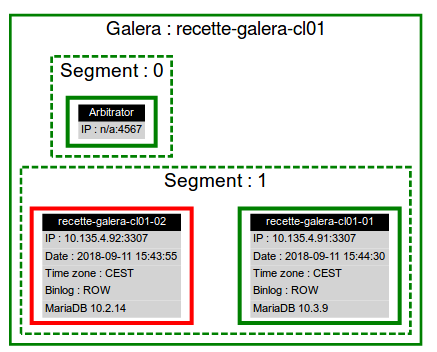 Galera : recette-galera-cl01
Segment : 0
Arbitrator
IP : n/a:4567
Segment : 1
recette-galera-cl01-02
IP : 10.135.4.92:3307
Date : 2018-09-11 15:43:55
Time zone : CEST
Binlog : ROW
MariaDB 10.2.14
recette-galera-cl01-01
IP : 10.135.4.91:3307
Date : 2018-09-11 15:44:30
Time zone : CEST
Binlog : ROW
MariaDB 10.3.9